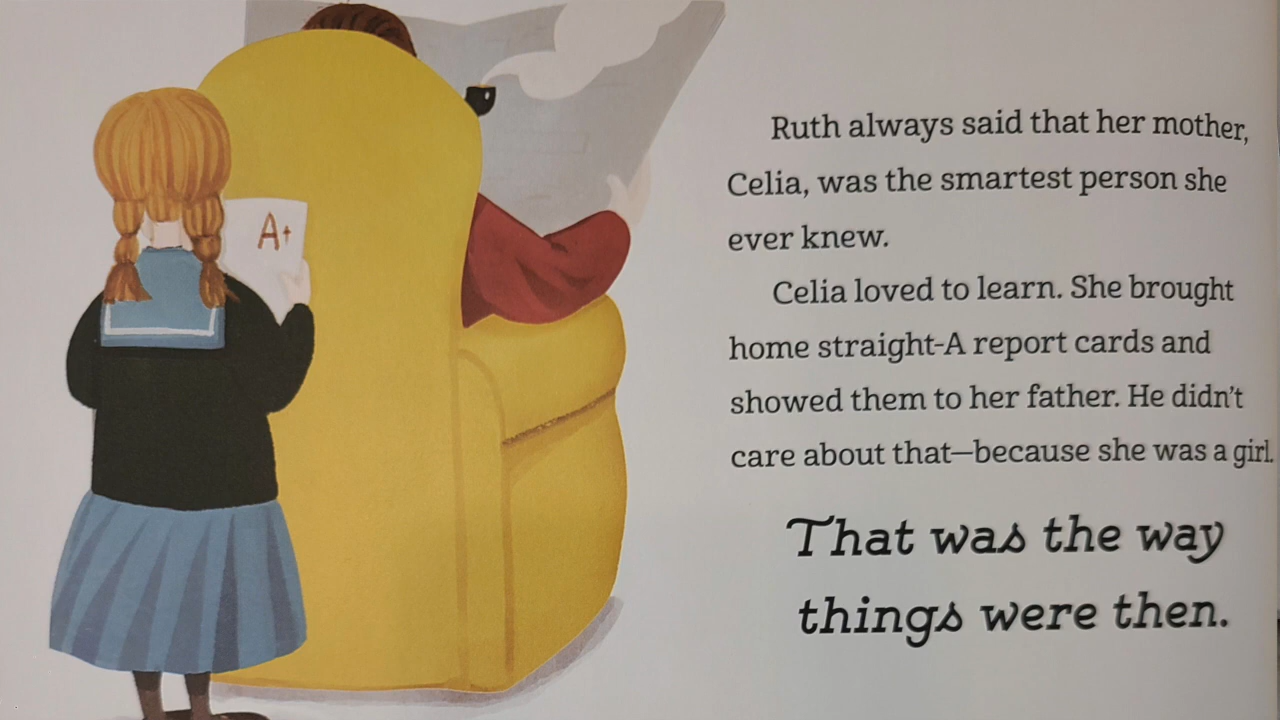 A+
Ruth always said that her mother,
Celia, was the smartest person she
ever knew.
Celia loved to learn. She brought
home straight-A report cards and
showed them to her father. He didn't
care about that—because she was a girl.
That was the way
things were then.